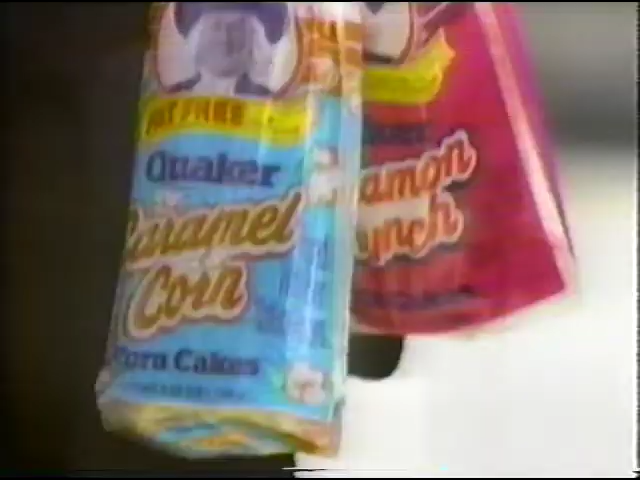 FAT FREE
Quaker
Caramel
Corn
Corn Cakes
amon
unch